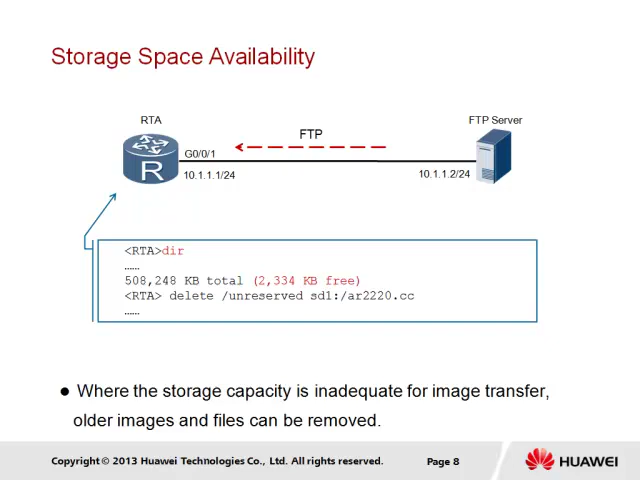 Storage Space Availability
RTA
FTP Server
FTP
G0/0/1
10.1.1.1/24
10.1.1.2/24
R
<RTA>dir
……
508,248 KB total (2,334 KB free)
<RTA> delete /unreserved sd1:/ar2220.cc
……
● Where the storage capacity is inadequate for image transfer,
older images and files can be removed.
Copyright © 2013 Huawei Technologies Co., Ltd. All rights reserved.
Page 8
HUAWEI